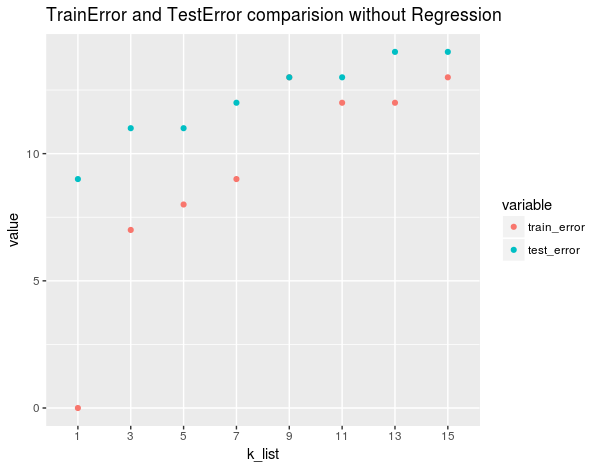 TrainError and TestError comparision without Regression
value
10
5
0
1 3 5 7 9 11 13 15
k_list
variable
train_error
test_error